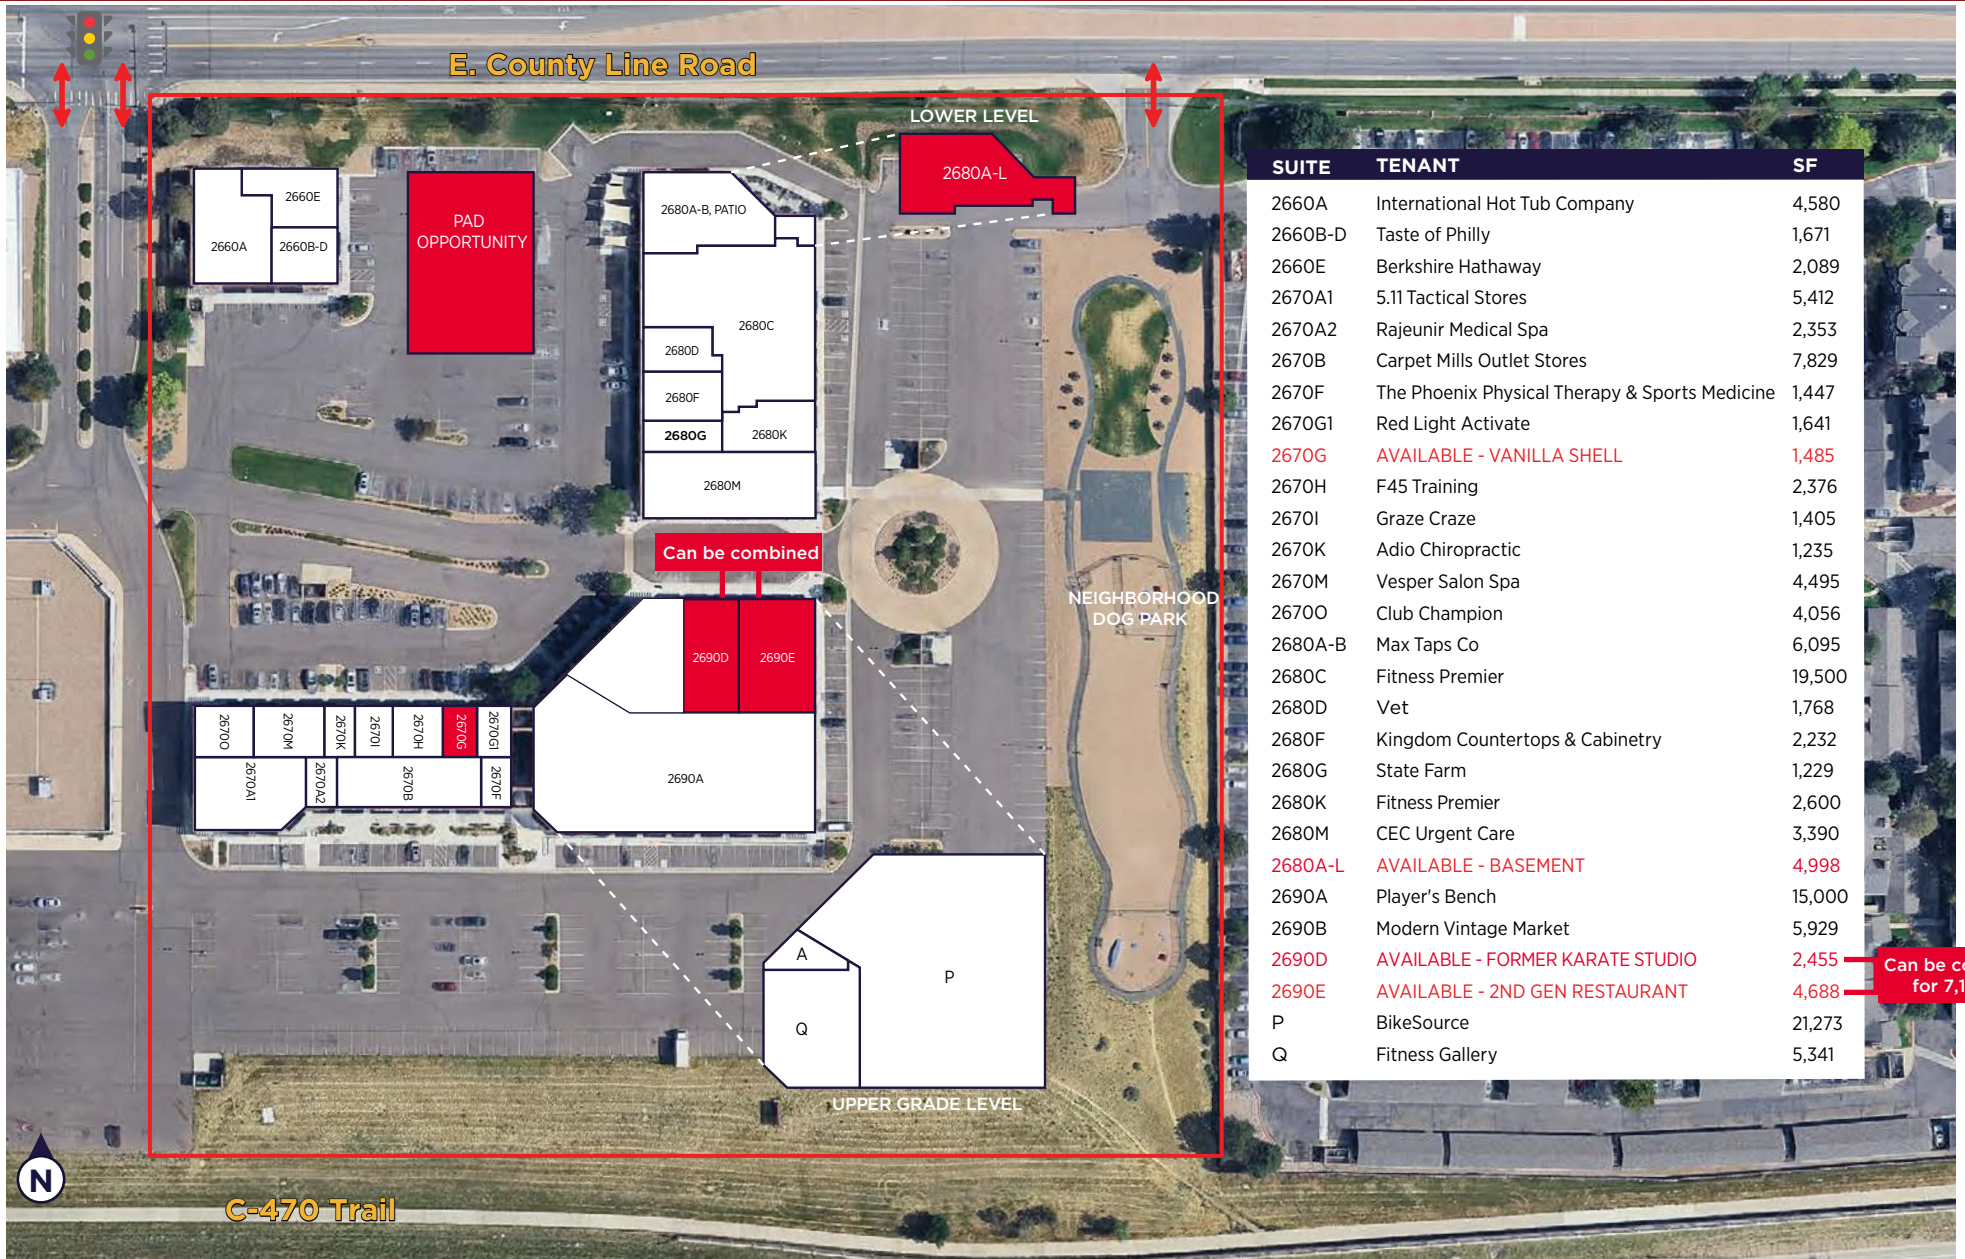 E. County Line Road
LOWER LEVEL
2680A-L
2660E
2660A
2660B-D
PAD
OPPORTUNITY
2680A-B, PATIO
2680C
2680D
2680F
2680G
2680K
2680M
Can be combined
NEIGHBORHOOD
DOG PARK
2690D
2690E
2690A
2670O
2670M
2670K
2670I
2670H
2670G
2670G1
2670A1
2670A2
2670B
2670F
A
P
Q
UPPER GRADE LEVEL
N
C-470 Trail
SUITE TENANT SF
2660A International Hot Tub Company 4,580
2660B-D Taste of Philly 1,671
2660E Berkshire Hathaway 2,089
2670A1 5.11 Tactical Stores 5,412
2670A2 Rajeunir Medical Spa 2,353
2670B Carpet Mills Outlet Stores 7,829
2670F The Phoenix Physical Therapy & Sports Medicine 1,447
2670G1 Red Light Activate 1,641
2670G AVAILABLE - VANILLA SHELL 1,485
2670H F45 Training 2,376
2670I Graze Craze 1,405
2670K Adio Chiropractic 1,235
2670M Vesper Salon Spa 4,495
2670O Club Champion 4,056
2680A-B Max Taps Co 6,095
2680C Fitness Premier 19,500
2680D Vet 1,768
2680F Kingdom Countertops & Cabinetry 2,232
2680G State Farm 1,229
2680K Fitness Premier 2,600
2680M CEC Urgent Care 3,390
2680A-L AVAILABLE - BASEMENT 4,998
2690A Player's Bench 15,000
2690B Modern Vintage Market 5,929
2690D AVAILABLE - FORMER KARATE STUDIO 2,455
2690E AVAILABLE - 2ND GEN RESTAURANT 4,688
P BikeSource 21,273
Q Fitness Gallery 5,341
Can be
for